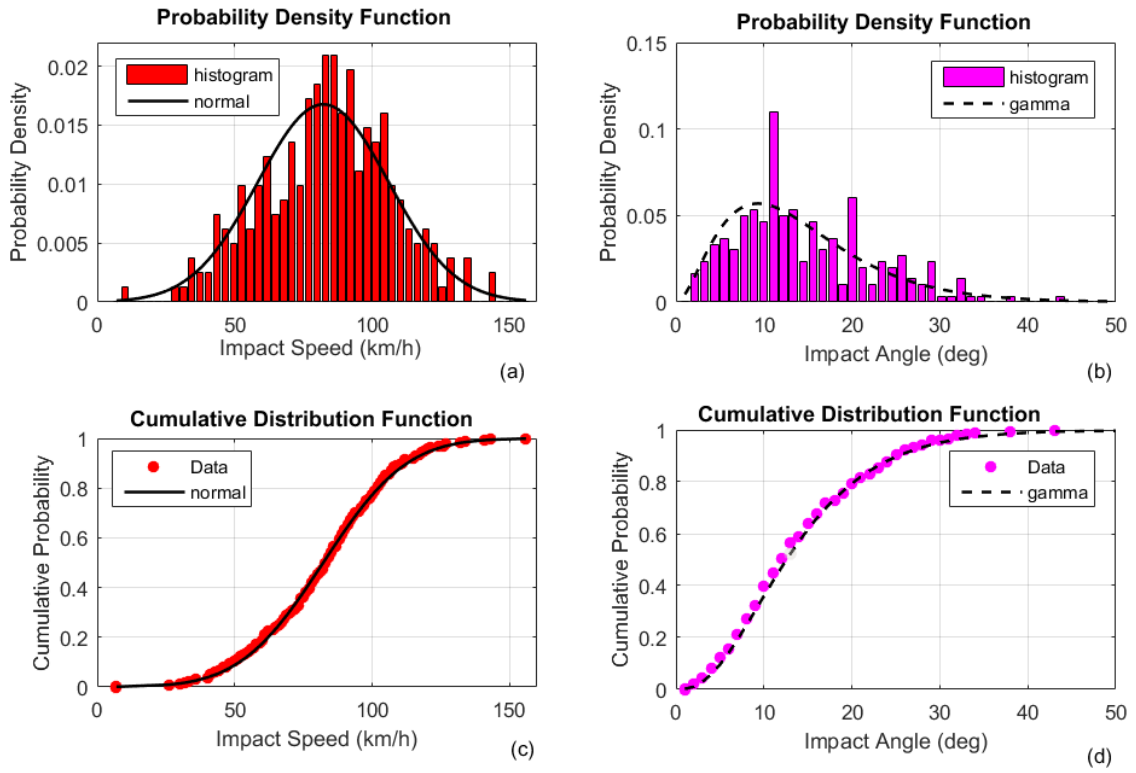 Probability Density Function
Probability Density
0.02
0.015
0.01
0.005
0
histogram
normal
0
50
100
150
Impact Speed (km/h)
(a)
Probability Density Function
Probability Density
0.15
0.1
0.05
0
histogram
gamma
0
10
20
30
40
50
Impact Angle (deg)
(b)
Cumulative Distribution Function
Cumulative Probability
1
0.8
0.6
0.4
0.2
0
Data
normal
0
50
100
150
Impact Speed (km/h)
(c)
Cumulative Distribution Function
Cumulative Probability
1
0.8
0.6
0.4
0.2
0
Data
gamma
0
10
20
30
40
50
Impact Angle (deg)
(d)